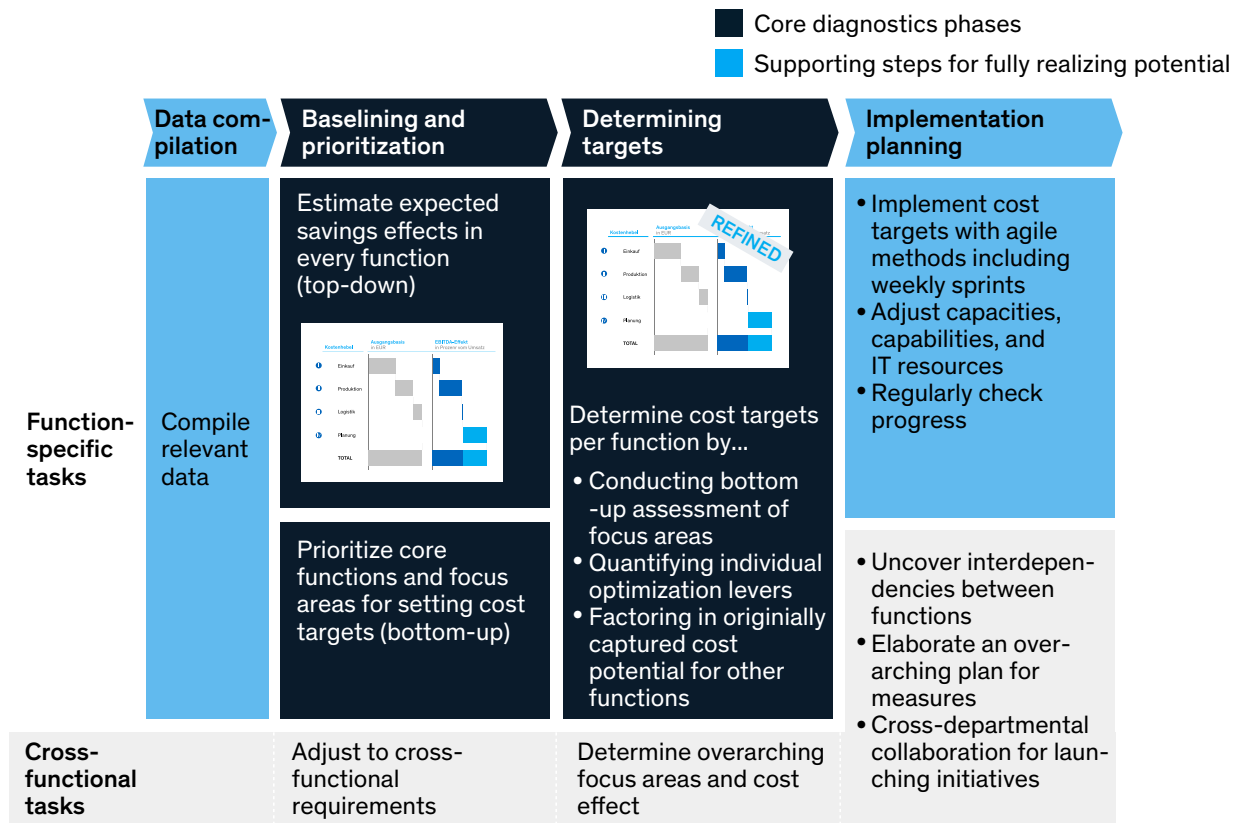 Core diagnostics phases
Supporting steps for fully realizing potential
Data com-
pilation
Baselining and
prioritization
Determining
targets
Implementation
planning
Function-
specific
tasks
Compile
relevant
data
Estimate expected
savings effects in
every function
(top-down)
Kostenhebel
Ausgangsbasis
in EUR
EBITDA-Effekt
in Prozent vom Umsatz
Einkauf
Produktion
Logistik
Planung
TOTAL
Prioritize core
functions and focus
areas for setting cost
targets (bottom-up)
Kostenhebel
Ausgangsbasis
in EUR
REFINED
Einkauf
Produktion
Logistik
Planung
TOTAL
Determine cost targets
per function by...
• Conducting bottom
-up assessment of
focus areas
• Quantifying individual
optimization levers
• Factoring in originially
captured cost
potential for other
functions
• Implement cost
targets with agile
methods including
weekly sprints
• Adjust capacities,
capabilities, and
IT resources
• Regularly check
progress
• Uncover interdepen-
dencies between
functions
• Elaborate an over-
arching plan for
measures
• Cross-departmental
collaboration for laun-
ching initiatives
Cross-
functional
tasks
Adjust to cross-
functional
requirements
Determine overarching
focus areas and cost
effect